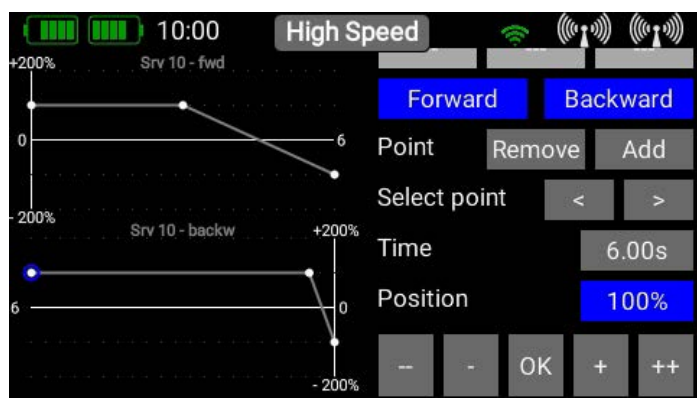 10:00 High Speed
+200% Srv 10 - fwd
0 6
- 200%
Srv 10 - backw +200%
6 0
- 200%
Forward Backward
Point Remove Add
Select point < >
Time 6.00s
Position 100%
-- - OK + ++